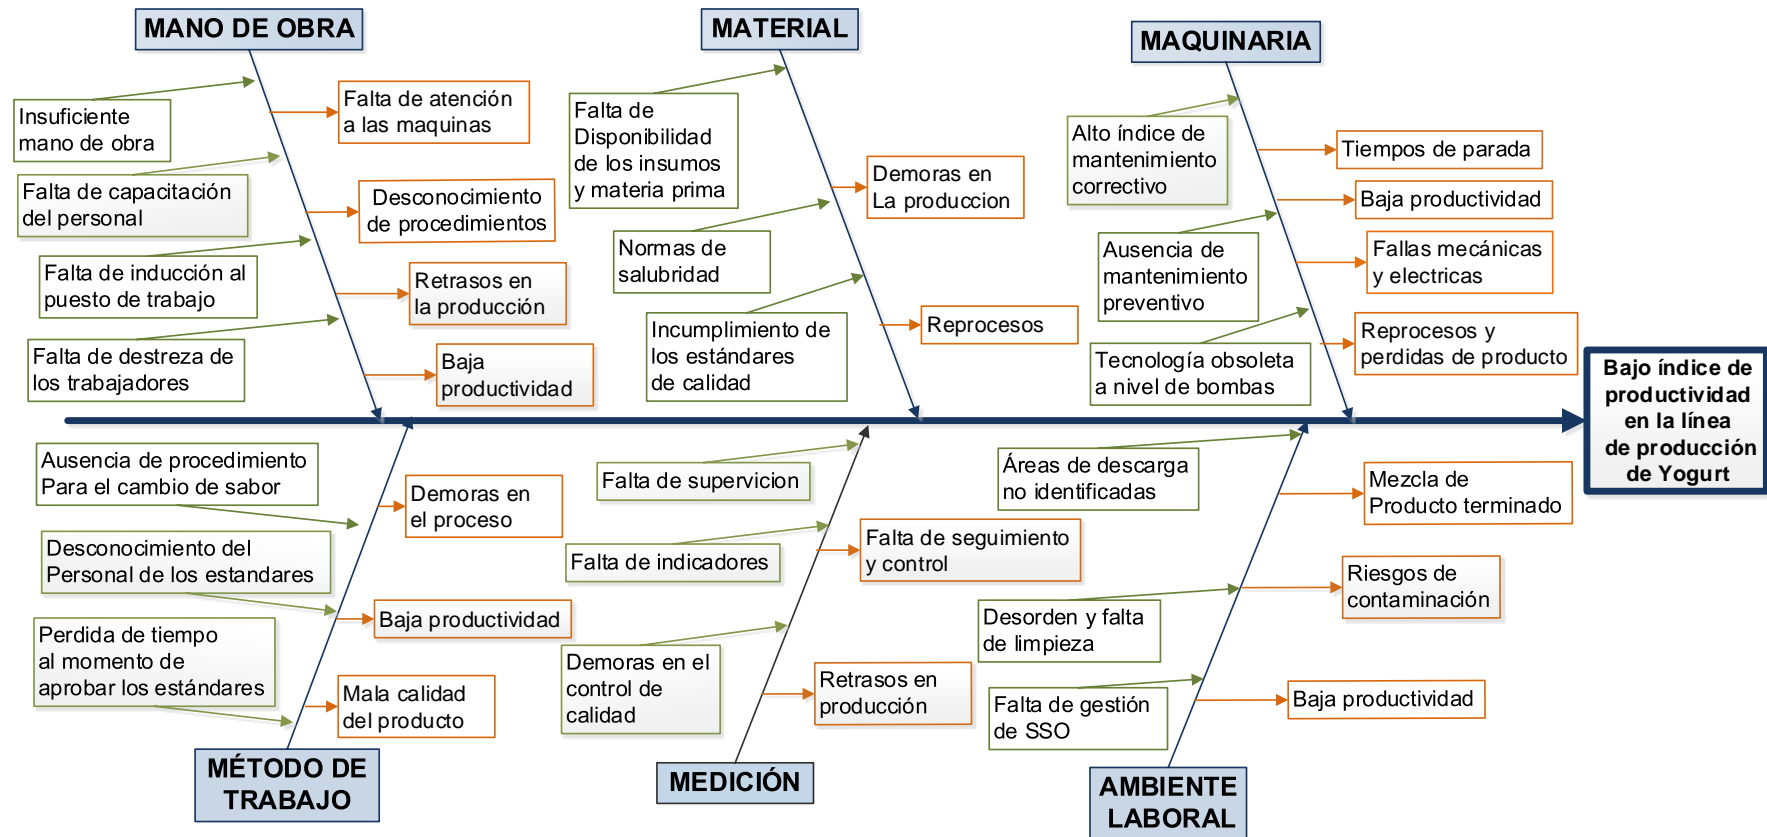 MANO DE OBRA
Insuficiente
mano de obra
Falta de atención
a las maquinas
Falta de capacitación
del personal
Desconocimiento
de procedimientos
Falta de inducción al
puesto de trabajo
Retrasos en
la producción
Falta de destreza de
los trabajadores
Baja
productividad
MATERIAL
Falta de
Disponibilidad
de los insumos
y materia prima
Demoras en
La produccion
Normas de
salubridad
Incumplimiento de
los estándares
de calidad
Reprocesos
MAQUINARIA
Alto índice de
mantenimiento
correctivo
Tiempos de parada
Baja productividad
Ausencia de
mantenimiento
preventivo
Fallas mecánicas
y electricas
Tecnología obsoleta
a nivel de bombas
Reprocesos y
perdidas de producto
Bajo índice de
productividad
en la línea
de producción
de Yogurt
Ausencia de procedimiento
Para el cambio de sabor
Demoras en
el proceso
Desconocimiento del
Personal de los estandares
Baja productividad
Perdida de tiempo
al momento de
aprobar los estándares
Mala calidad
del producto
MÉTODO DE
TRABAJO
Falta de supervicion
Falta de indicadores
Falta de seguimiento
y control
Demoras en el
control de
calidad
Retrasos en
producción
MEDICIÓN
Áreas de descarga
no identificadas
Mezcla de
Producto terminado
Desorden y falta
de limpieza
Riesgos de
contaminación
Falta de gestión
de SSO
Baja productividad
AMBIENTE
LABORAL